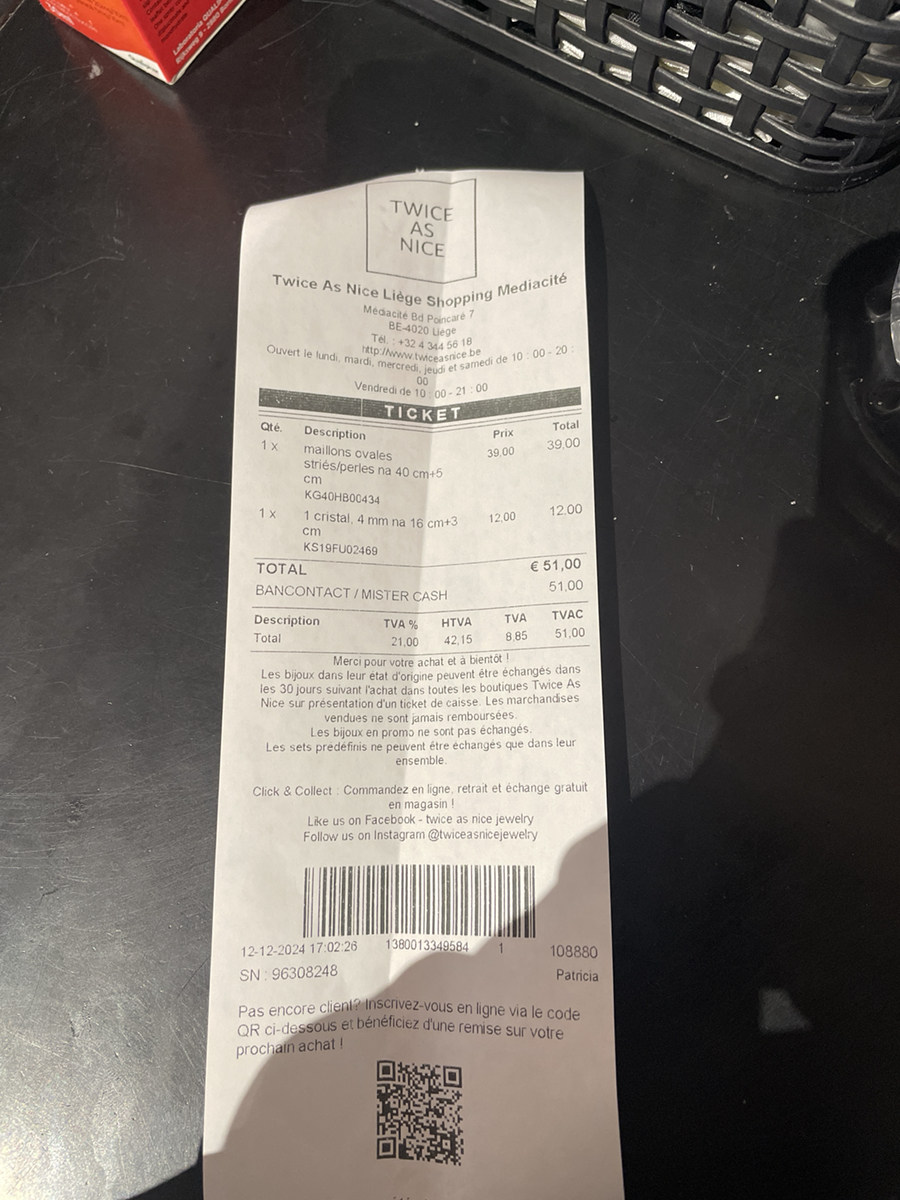 Laboratoria QUALI
TWICE
AS
NICE
Twice As Nice Liège Shopping Mediacité
Médiacité Bd Poincaré 7
BE-4020 Liège
Tél. : +32 4 344 56 18
http://www.twiceasnice.be
Ouvert le lundi, mardi, mercredi, jeudi et samedi de 10 : 00 - 20 :
00
Vendredi de 10 : 00 - 21 : 00
TICKET
Qté. Description Prix Total
1 x maillons ovales 39,00 39,00
striés/perles na 40 cm+5
cm
KG40HB00434
1 x 1 cristal, 4 mm na 16 cm+3 12,00 12,00
cm
KS19FU02469
TOTAL € 51,00
BANCONTACT / MISTER CASH 51,00
Description TVA % HTVA TVA TVAC
Total 21,00 42,15 8,85 51,00
Merci pour votre achat et à bientôt !
Les bijoux dans leur état d'origine peuvent être échangés dans
les 30 jours suivant l'achat dans toutes les boutiques Twice As
Nice sur présentation d'un ticket de caisse. Les marchandises
vendues ne sont jamais remboursées.
Les bijoux en promo ne sont pas échangés.
Les sets prédéfinis ne peuvent être échangés que dans leur
ensemble.
Click & Collect : Commandez en ligne, retrait et échange gratuit
en magasin !
Like us on Facebook - twice as nice jewelry
Follow us on Instagram @twiceasnicejewelry
12-12-2024 17:02:26 1380013349584 1 108880
SN : 96308248 Patricia
Pas encore client? Inscrivez-vous en ligne via le code
QR ci-dessous et bénéficiez d'une remise sur votre
prochain achat !